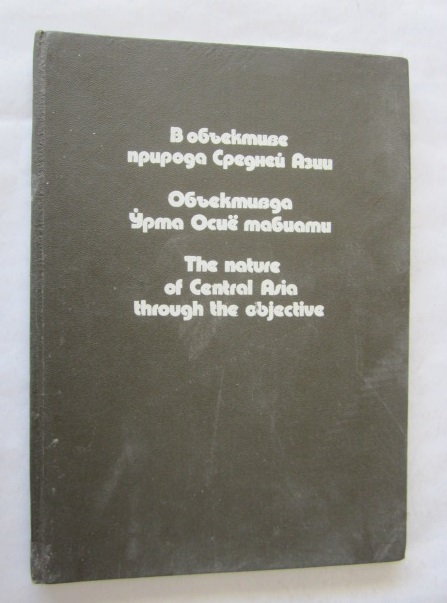 В объективе
природа Средней Азии
Объективда
Ўрта Осиё табиати
The nature
of Central Asia
through the objective